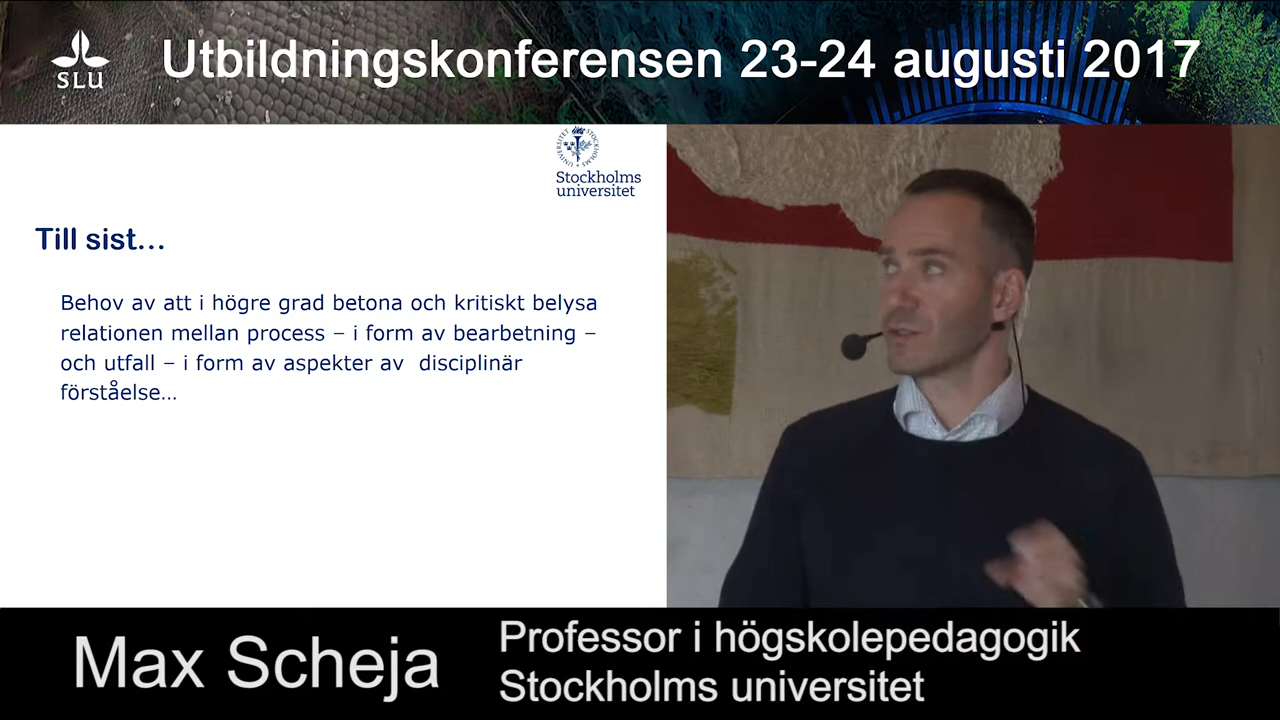 SLU
Utbildningskonferensen 23-24 augusti 2017
STOCKHOLMS UNIVERSITET
Stockholms
universitet
Till sist...
Behov av att i högre grad betona och kritiskt belysa
relationen mellan process – i form av bearbetning –
och utfall – i form av aspekter av  disciplinär
förståelse...
Max Scheja
Professor i högskolepedagogik
Stockholms universitet